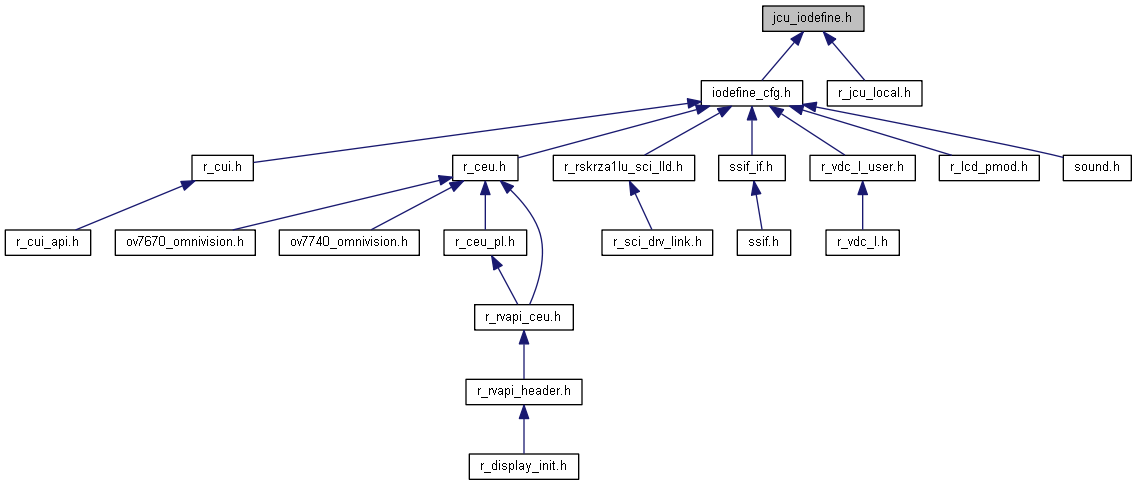 jcu_iodefine.h
iodefine_cfg.h
r_jcu_local.h
r_cui.h
r_ceu.h
r_rskrza1lu_sci_lld.h
ssif_if.h
r_vdc_l_user.h
r_lcd_pmod.h
sound.h
r_cui_api.h
ov7670_omnivision.h
ov7740_omnivision.h
r_ceu_pl.h
r_sci_drv_link.h
ssif.h
r_vdc_l.h
r_rvapi_ceu.h
r_rvapi_header.h
r_display_init.h